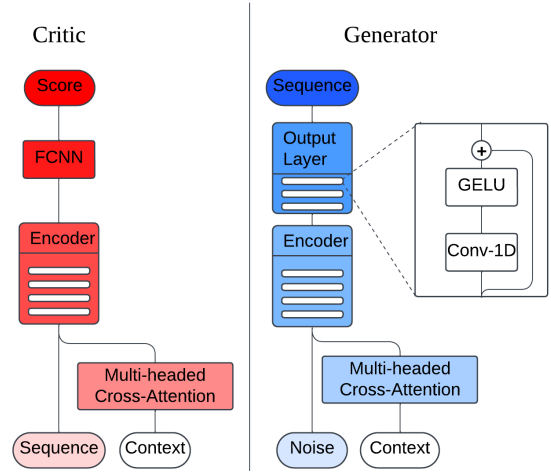 Critic
Score
FCNN
Encoder
Multi-headed
Cross-Attention
Sequence
Context
Generator
Sequence
Output
Layer
Encoder
Multi-headed
Cross-Attention
Noise
Context
+
GELU
Conv-1D